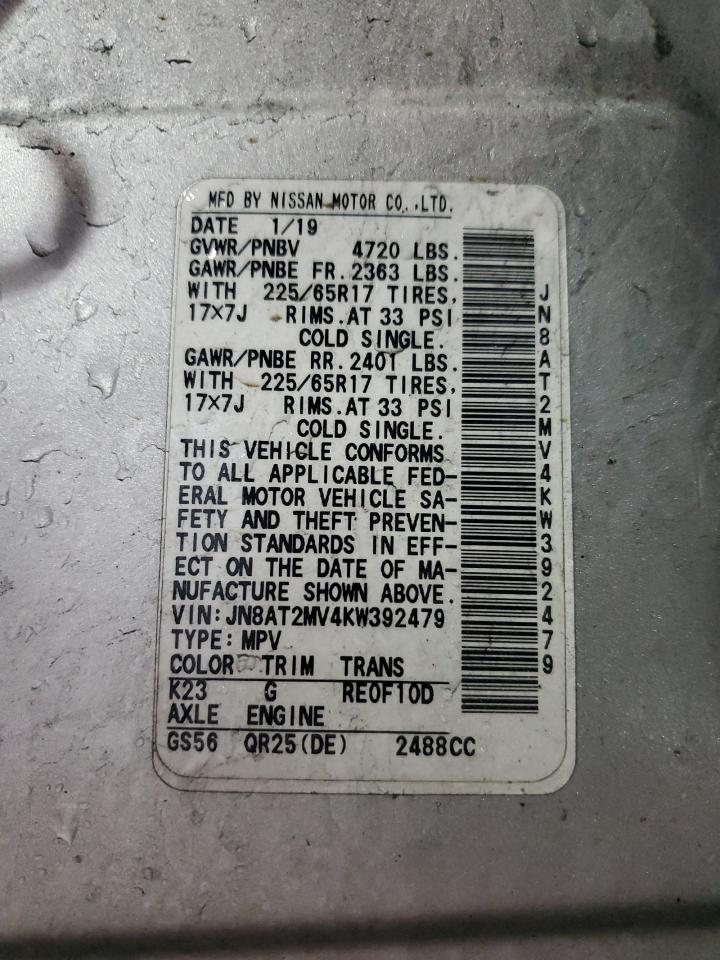 MFD BY NISSAN MOTOR CO.,LTD.
DATE 1/19
GVWR/PNBV 4720 LBS.
GAWR/PNBE FR.2363 LBS.
WITH 225/65R17 TIRES,
17×7J RIMS.AT 33 PSI
COLD SINGLE.
GAWR/PNBE RR.2401 LBS.
WITH 225/65R17 TIRES,
17×7J RIMS.AT 33 PSI
COLD SINGLE.
THIS VEHICLE CONFORMS
TO ALL APPLICABLE FED-
ERAL MOTOR VEHICLE SA-
FETY AND THEFT PREVEN-
TION STANDARDS IN EFF-
ECT ON THE DATE OF MA-
NUFACTURE SHOWN ABOVE.
VIN:JN8AT2MV4KW392479
TYPE:MPV
COLOR TRIM TRANS
K23 G RE0F10D
AXLE ENGINE
GS56 QR25(DE) 2488CC
JN8AT2MV4KW392479